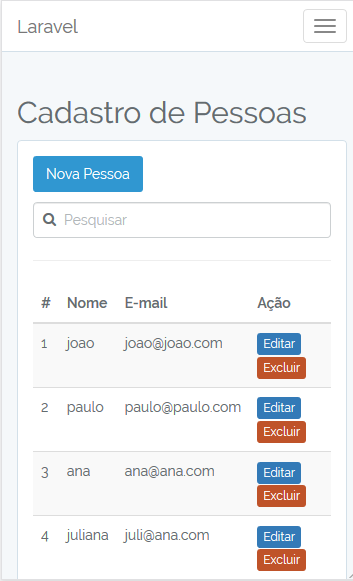 Laravel
Cadastro de Pessoas
Nova Pessoa
Pesquisar
# Nome E-mail Ação
1 joao joao@joao.com Editar
Excluir
2 paulo paulo@paulo.com Editar
Excluir
3 ana ana@ana.com Editar
Excluir
4 juliana juli@ana.com Editar
Excluir